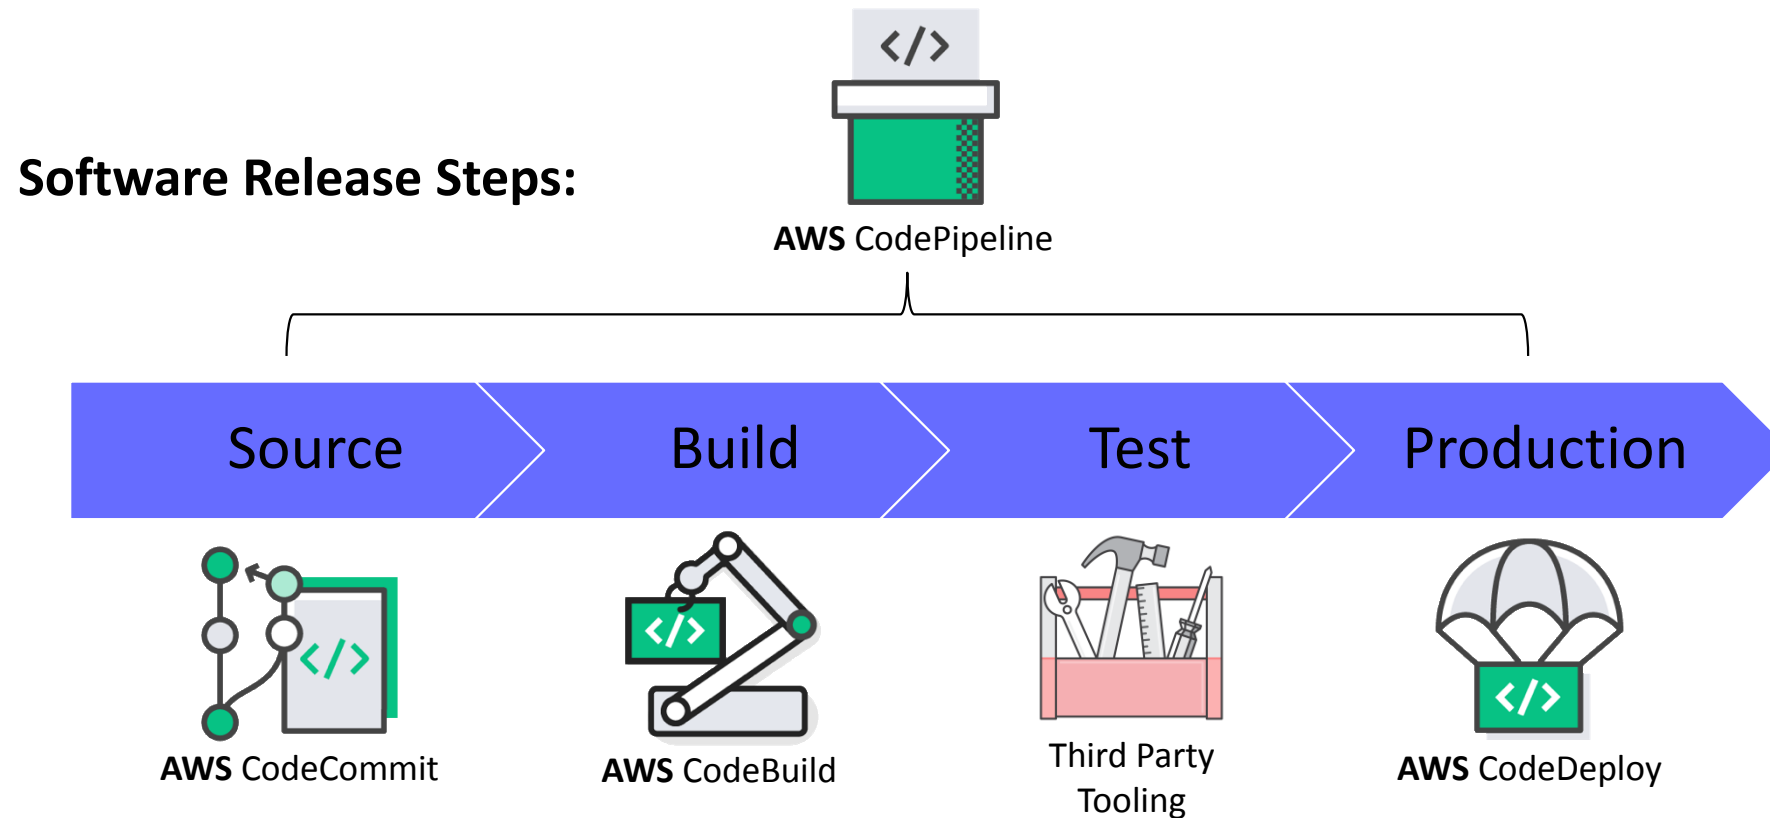 </>
Software Release Steps:
AWS CodePipeline
Source
Build
Test
Production
</>
</>
</>
AWS CodeCommit
AWS CodeBuild
Third Party
Tooling
AWS CodeDeploy